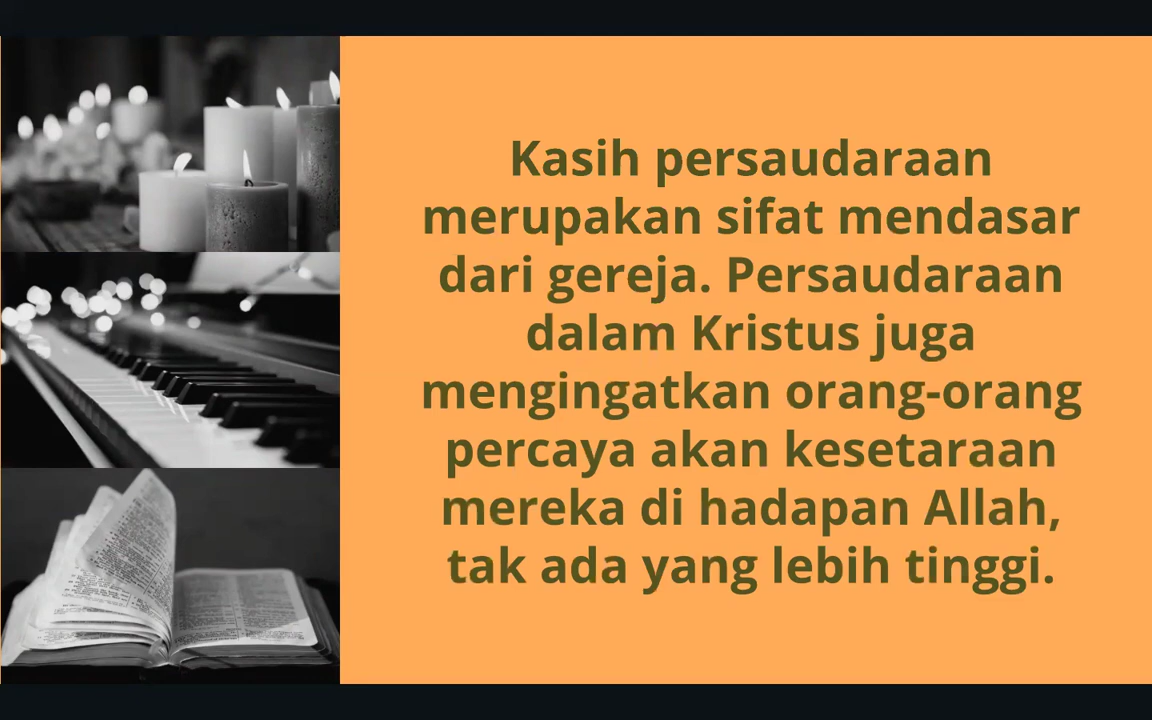 Kasih persaudaraan
merupakan sifat mendasar
dari gereja. Persaudaraan
dalam Kristus juga
mengingatkan orang-orang
percaya akan kesetaraan
mereka di hadapan Allah,
tak ada yang lebih tinggi.